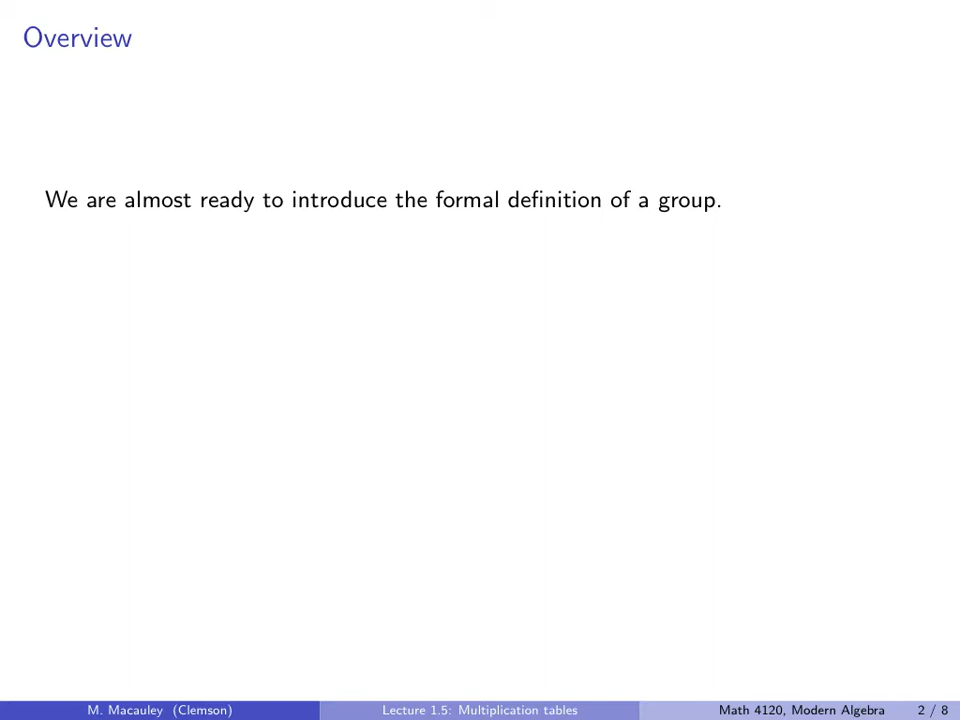 Overview
We are almost ready to introduce the formal definition of a group.
M. Macauley (Clemson) Lecture 1.5: Multiplication tables Math 4120, Modern Algebra 2 / 8